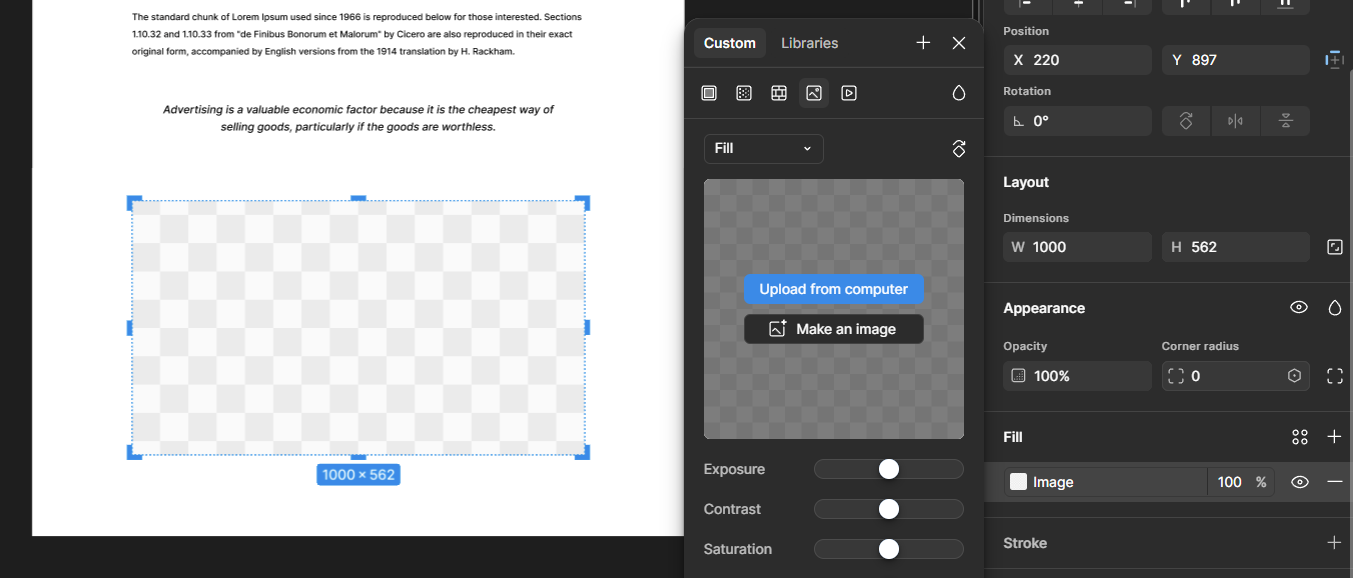 The standard chunk of Lorem Ipsum used since 1966 is reproduced below for those interested. Sections
1.10.32 and 1.10.33 from "de Finibus Bonorum et Malorum" by Cicero are also reproduced in their exact
original form, accompanied by English versions from the 1914 translation by H. Rackham.
Advertising is a valuable economic factor because it is the cheapest way of
selling goods, particularly if the goods are worthless.
1000 × 562
Custom Libraries
Fill
Upload from computer
Make an image
Exposure
Contrast
Saturation
Position
X 220 Y 897
Rotation
0°
Layout
Dimensions
W 1000 H 562
Appearance
Opacity Corner radius
100% 0
Fill
Image 100 %
Stroke